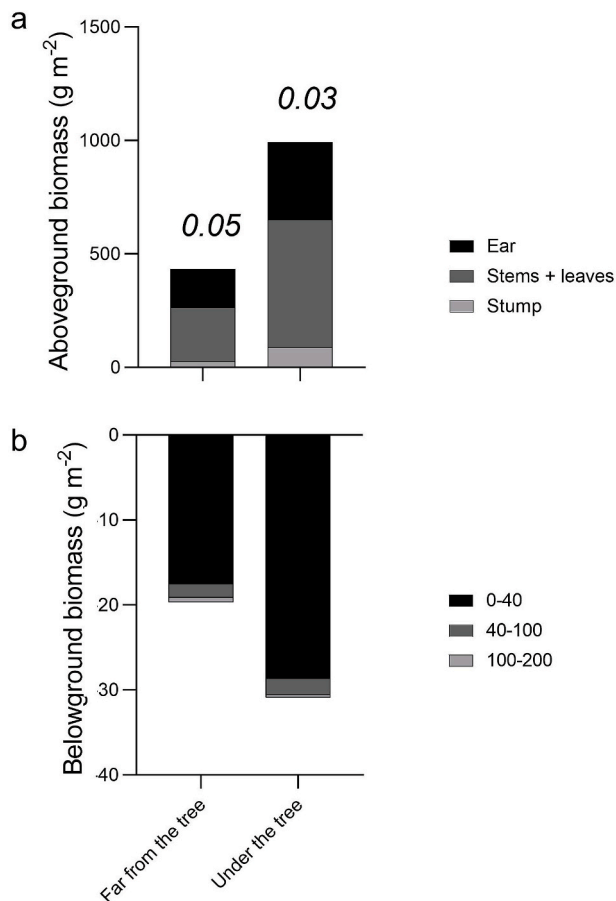 a
Aboveground biomass (g m-2)
1500
1000
500
0
0.05
0.03
Ear
Stems + leaves
Stump
b
Belowground biomass (g m-2)
0
-10
-20
-30
-40
0-40
40-100
100-200
Far from the tree
Under the tree